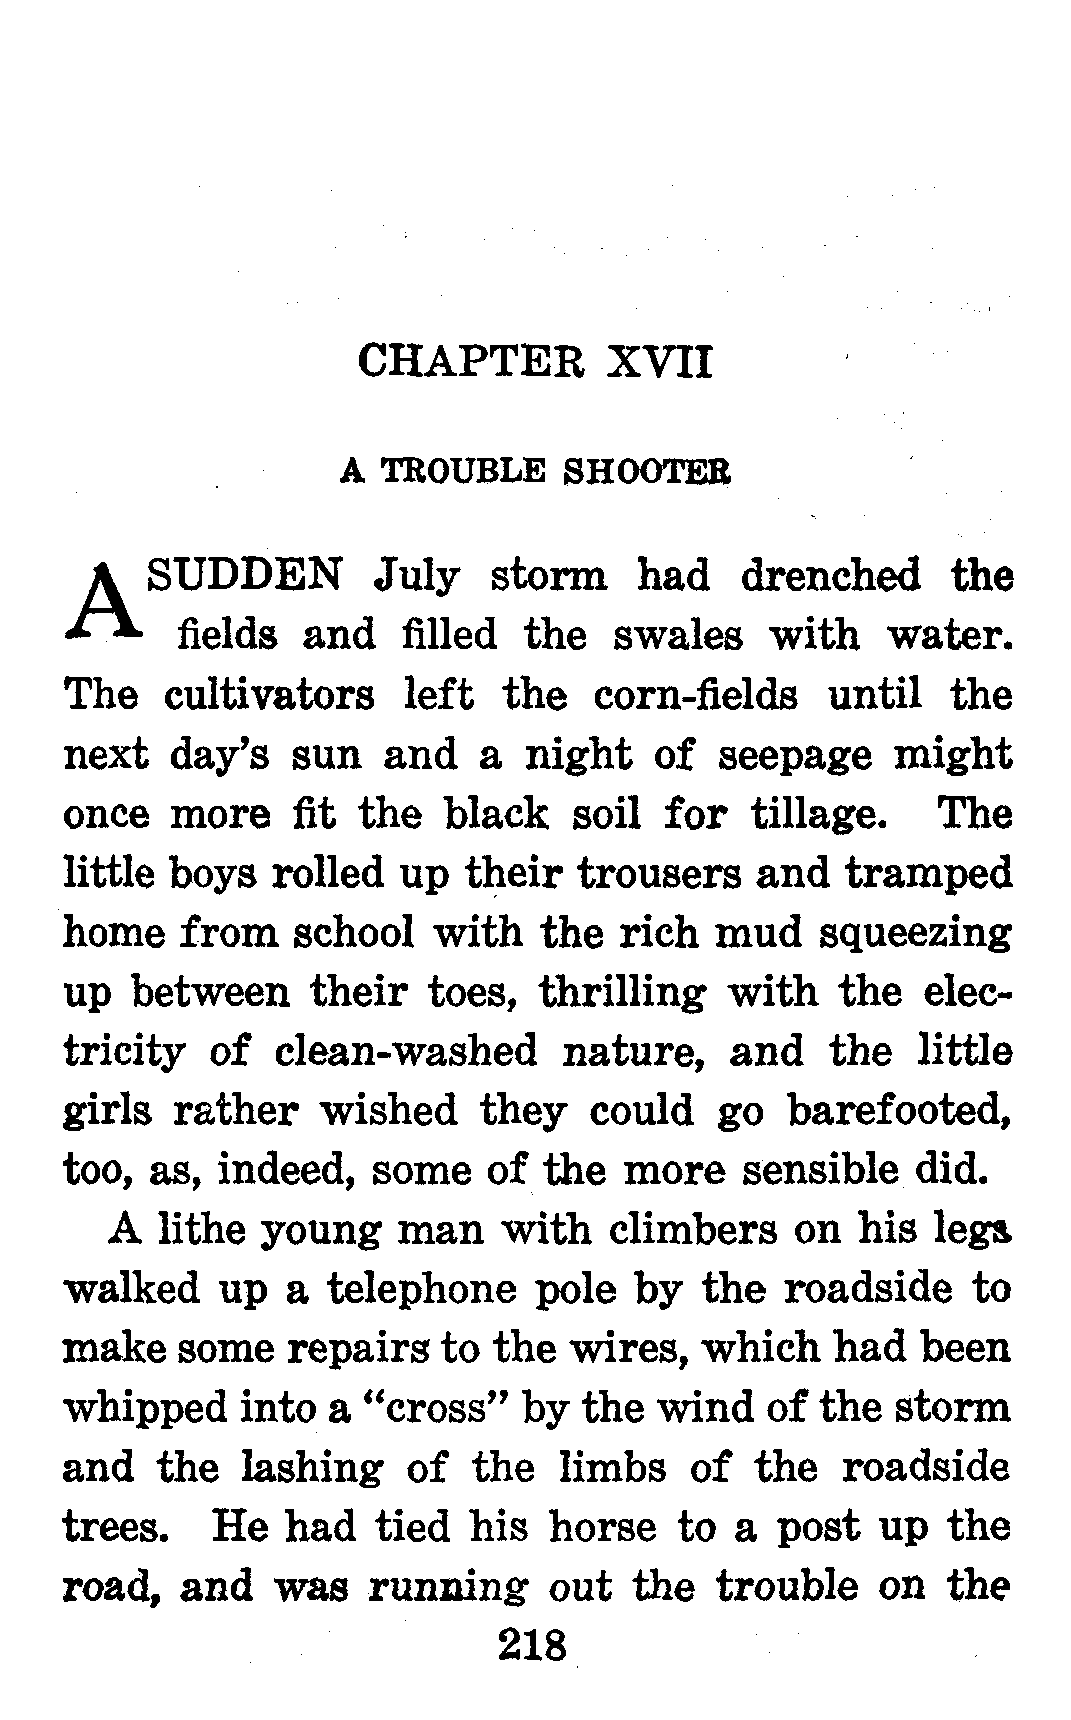 CHAPTER XVII
A TROUBLE SHOOTER
A SUDDEN July storm had drenched the
fields and filled the swales with water.
The cultivators left the corn-fields until the
next day's sun and a night of seepage might
once more fit the black soil for tillage. The
little boys rolled up their trousers and tramped
home from school with the rich mud squeezing
up between their toes, thrilling with the elec-
tricity of clean-washed nature, and the little
girls rather wished they could go barefooted,
too, as, indeed, some of the more sensible did.
A lithe young man with climbers on his legs
walked up a telephone pole by the roadside to
make some repairs to the wires, which had been
whipped into a “cross” by the wind of the storm
and the lashing of the limbs of the roadside
trees. He had tied his horse to a post up the
road, and was running out the trouble on the
218